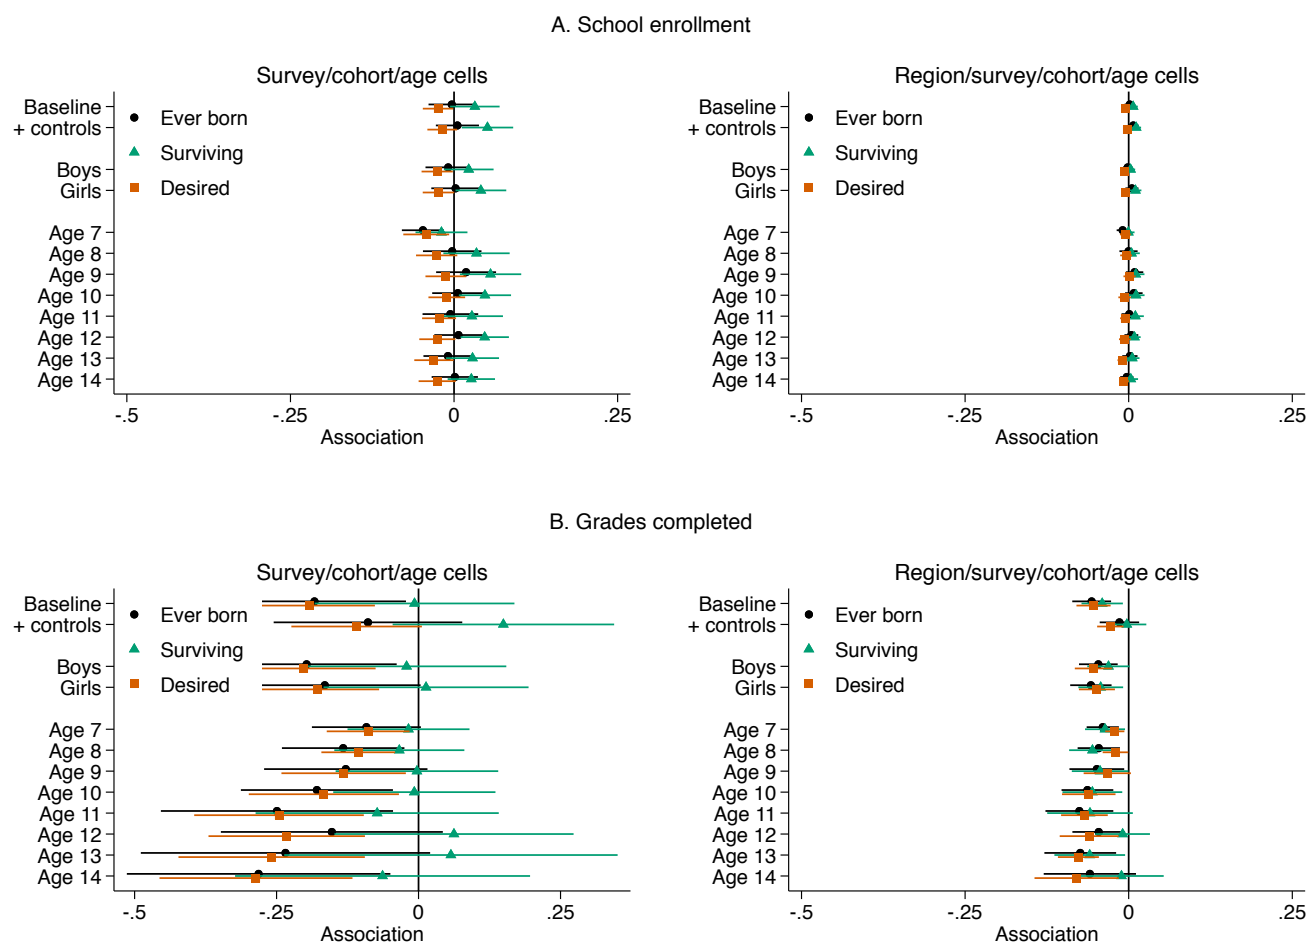 A. School enrollment
Survey/cohort/age cells
Baseline
+ controls
Boys
Girls
Age 7
Age 8
Age 9
Age 10
Age 11
Age 12
Age 13
Age 14
Ever born
Surviving
Desired
-.5 -.25 0 .25
Association
Region/survey/cohort/age cells
Baseline
+ controls
Boys
Girls
Age 7
Age 8
Age 9
Age 10
Age 11
Age 12
Age 13
Age 14
Ever born
Surviving
Desired
-.5 -.25 0 .25
Association
B. Grades completed
Survey/cohort/age cells
Baseline
+ controls
Boys
Girls
Age 7
Age 8
Age 9
Age 10
Age 11
Age 12
Age 13
Age 14
Ever born
Surviving
Desired
-.5 -.25 0 .25
Association
Region/survey/cohort/age cells
Baseline
+ controls
Boys
Girls
Age 7
Age 8
Age 9
Age 10
Age 11
Age 12
Age 13
Age 14
Ever born
Surviving
Desired
-.5 -.25 0 .25
Association